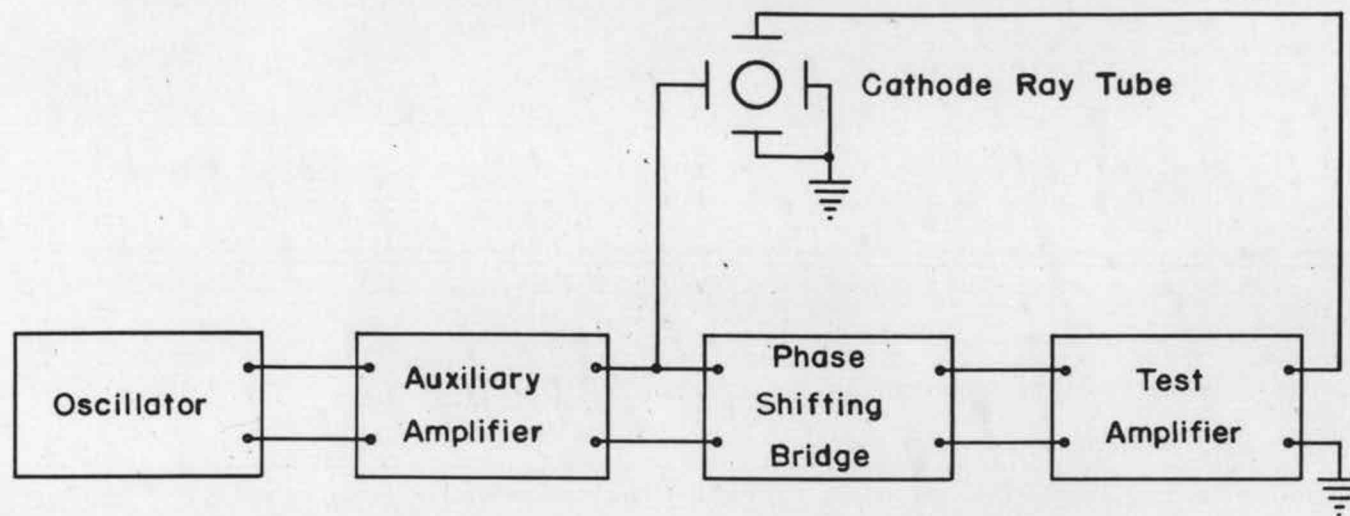 Cathode Ray Tube
Oscillator
Auxiliary
Amplifier
Phase
Shifting
Bridge
Test
Amplifier